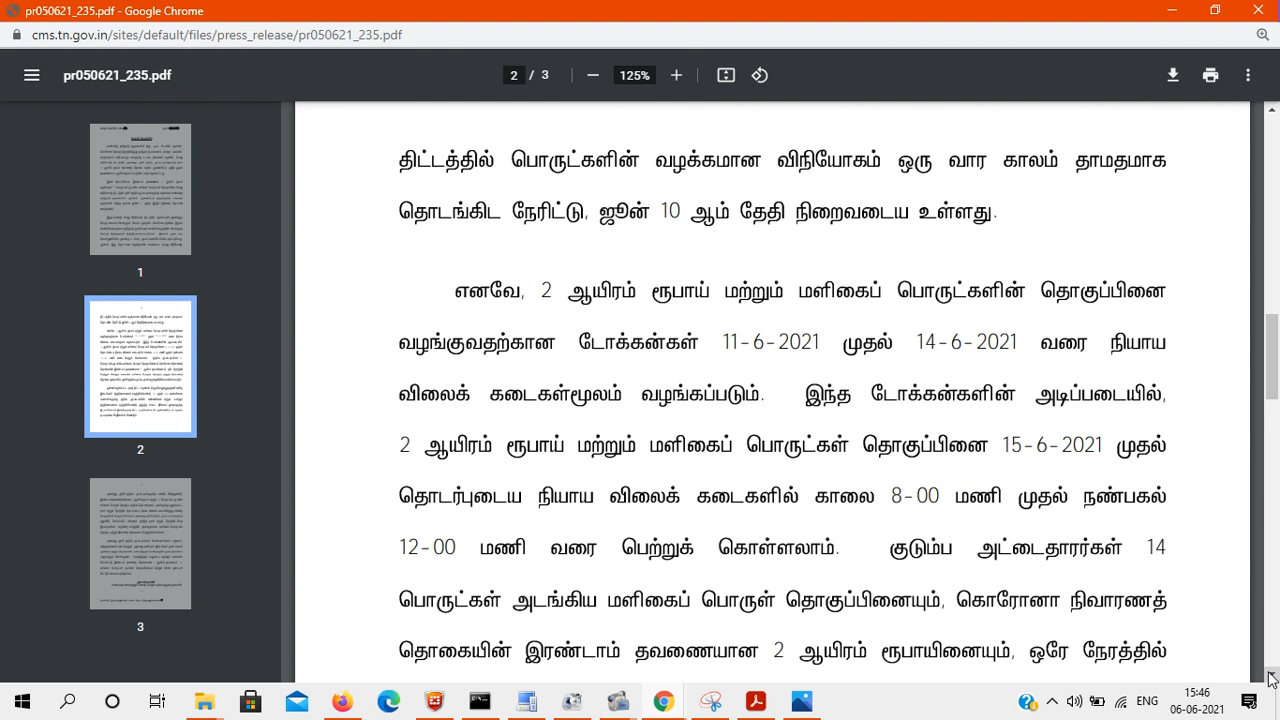 pr050621_235.pdf - Google Chrome
cms.tn.gov.in/sites/default/files/press_release/pr050621_235.pdf
pr050621_235.pdf
2 / 3
125%
திட்டத்தில் பொருட்களின் வழக்கமான விநியோகம் ஒரு வார காலம் தாமதமாக
தொடங்கிட நேரிட்டு, ஜூன் 10 ஆம் தேதி நிறைவடைய உள்ளது.
எனவே, 2 ஆயிரம் ரூபாய் மற்றும் மளிகைப் பொருட்களின் தொகுப்பினை
வழங்குவதற்கான டோக்கன்கள் 11-6-2021 முதல் 14-6-2021 வரை நியாய
விலைக் கடைகள்மூலம் வழங்கப்படும். இந்த டோக்கன்களின் அடிப்படையில்,
2 ஆயிரம் ரூபாய் மற்றும் மளிகைப் பொருட்கள் தொகுப்பினை 15-6-2021 முதல்
தொடர்புடைய நியாய விலைக் கடைகளில் காலை 8-00 மணி முதல் நண்பகல்
12-00 மணி வரை பெற்றுக் கொள்ளலாம். குடும்ப அட்டைதாரர்கள் 14
பொருட்கள் அடங்கிய மளிகைப் பொருள் தொகுப்பினையும், கொரோனா நிவாரணத்
தொகையின் இரண்டாம் தவணையான 2 ஆயிரம் ரூபாயினையும், ஒரே நேரத்தில்
1
2
3
ENG
15:46
06-06-2021